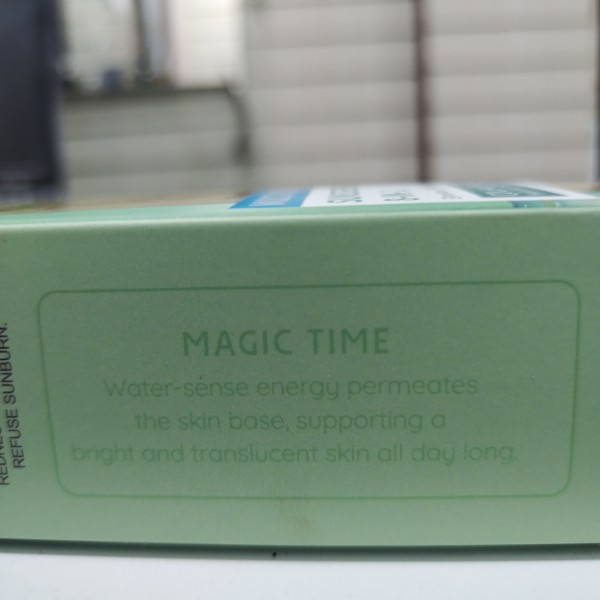 MAGIC TIME
Water-sense energy permeates
the skin base, supporting a
bright and translucent skin all day long.
REFUSE SUNBURN.